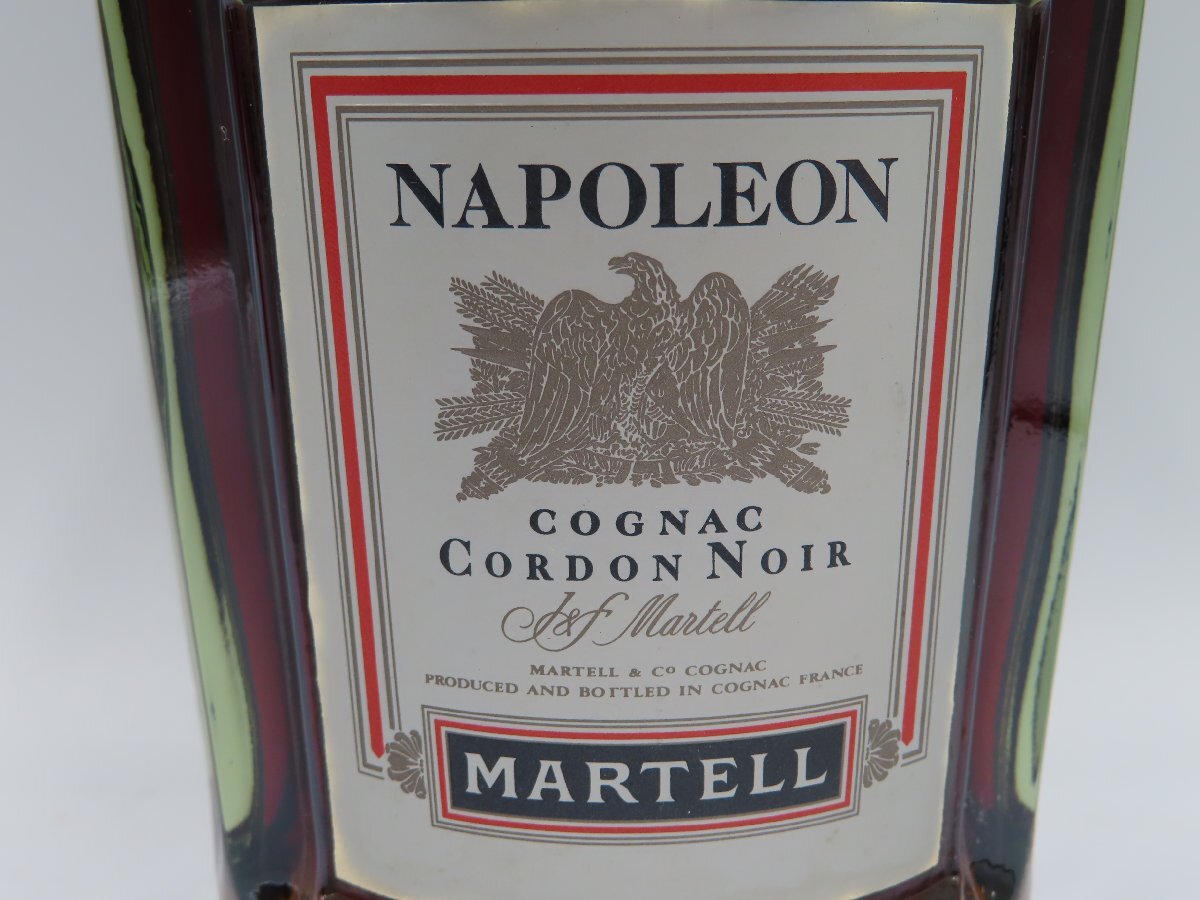 NAPOLEON
COGNAC
CORDON NOIR
J&F Martell
MARTELL & Cº COGNAC
PRODUCED AND BOTTLED IN COGNAC FRANCE
MARTELL